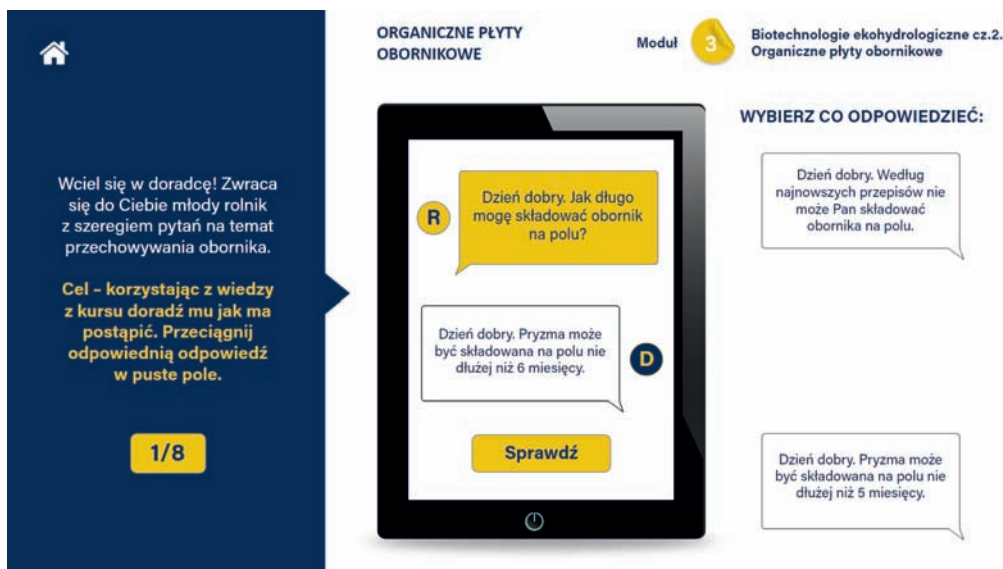 ORGANICZNE PŁYTY
OBORNIKOWE
Moduł
3
Biotechnologie ekohydrologiczne cz.2.
Organiczne płyty obornikowe
Wciel się w doradcę! Zwraca
się do Ciebie młody rolnik
z szeregiem pytań na temat
przechowywania obornika.
Cel – korzystając z wiedzy
z kursu doradź mu jak ma
postąpić. Przeciągnij
odpowiednią odpowiedź
w puste pole.
1/8
R
Dzień dobry. Jak długo
mogę składować obornik
na polu?
Dzień dobry. Pryzma może
być składowana na polu nie
dłużej niż 6 miesięcy.
D
Sprawdź
WYBIERZ CO ODPOWIEDZIEĆ:
Dzień dobry. Według
najnowszych przepisów nie
może Pan składować
obornika na polu.
Dzień dobry. Pryzma może
być składowana na polu nie
dłużej niż 5 miesięcy.